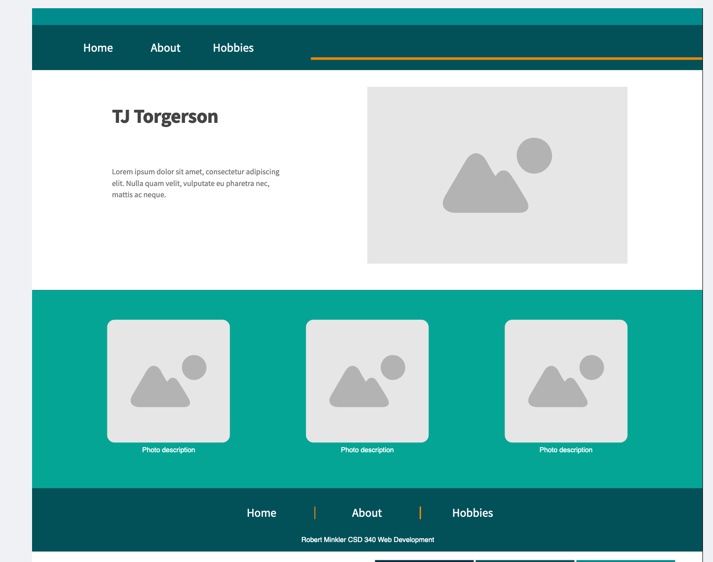 Home About Hobbies
TJ Torgerson
Lorem ipsum dolor sit amet, consectetur adipiscing
elit. Nulla quam velit, vulputate eu pharetra nec,
mattis ac neque.
Photo description Photo description Photo description
Home About Hobbies
Robert Minkler CSD 340 Web Development